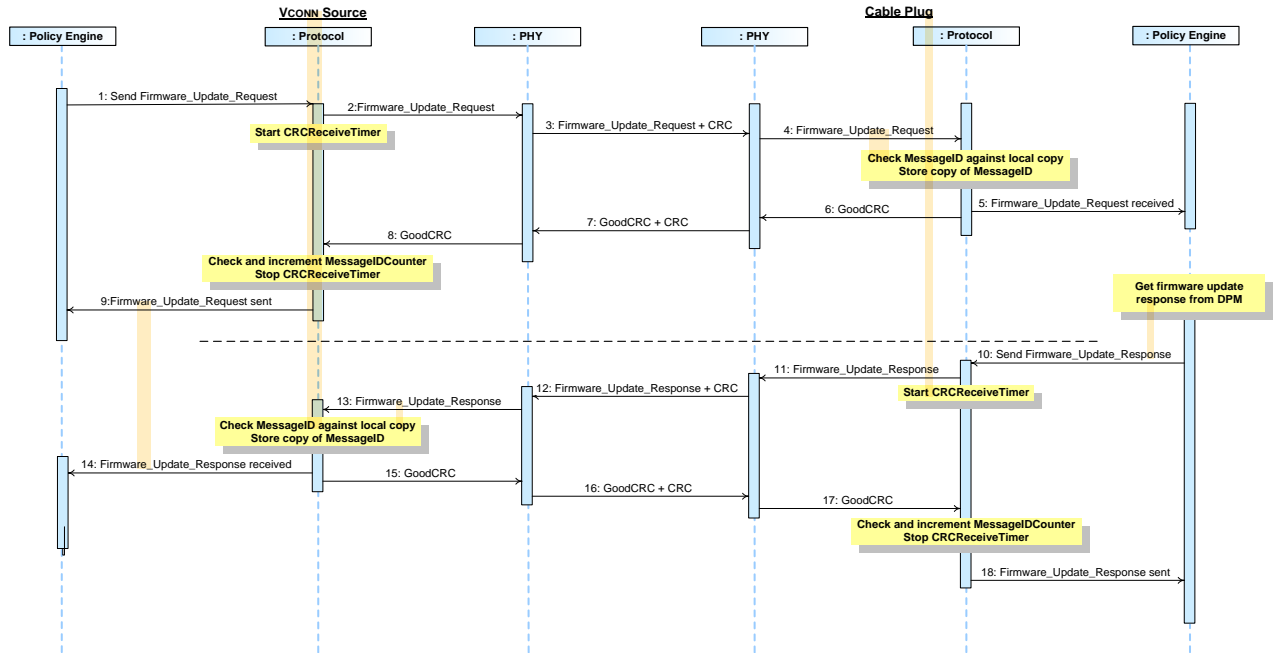 VCONN Source
Cable Plug
: Policy Engine
: Protocol
: PHY
: PHY
: Protocol
: Policy Engine
1: Send Firmware_Update_Request
2:Firmware_Update_Request
Start CRCReceiveTimer
3: Firmware_Update_Request + CRC
4: Firmware_Update_Request
Check MessageID against local copy
Store copy of MessageID
5: Firmware_Update_Request received
6: GoodCRC
7: GoodCRC + CRC
8: GoodCRC
Check and increment MessageIDCounter
Stop CRCReceiveTimer
9:Firmware_Update_Request sent
Get firmware update
response from DPM
10: Send Firmware_Update_Response
11: Firmware_Update_Response
Start CRCReceiveTimer
12: Firmware_Update_Response + CRC
13: Firmware_Update_Response
Check MessageID against local copy
Store copy of MessageID
14: Firmware_Update_Response received
15: GoodCRC
16: GoodCRC + CRC
17: GoodCRC
Check and increment MessageIDCounter
Stop CRCReceiveTimer
18: Firmware_Update_Response sent